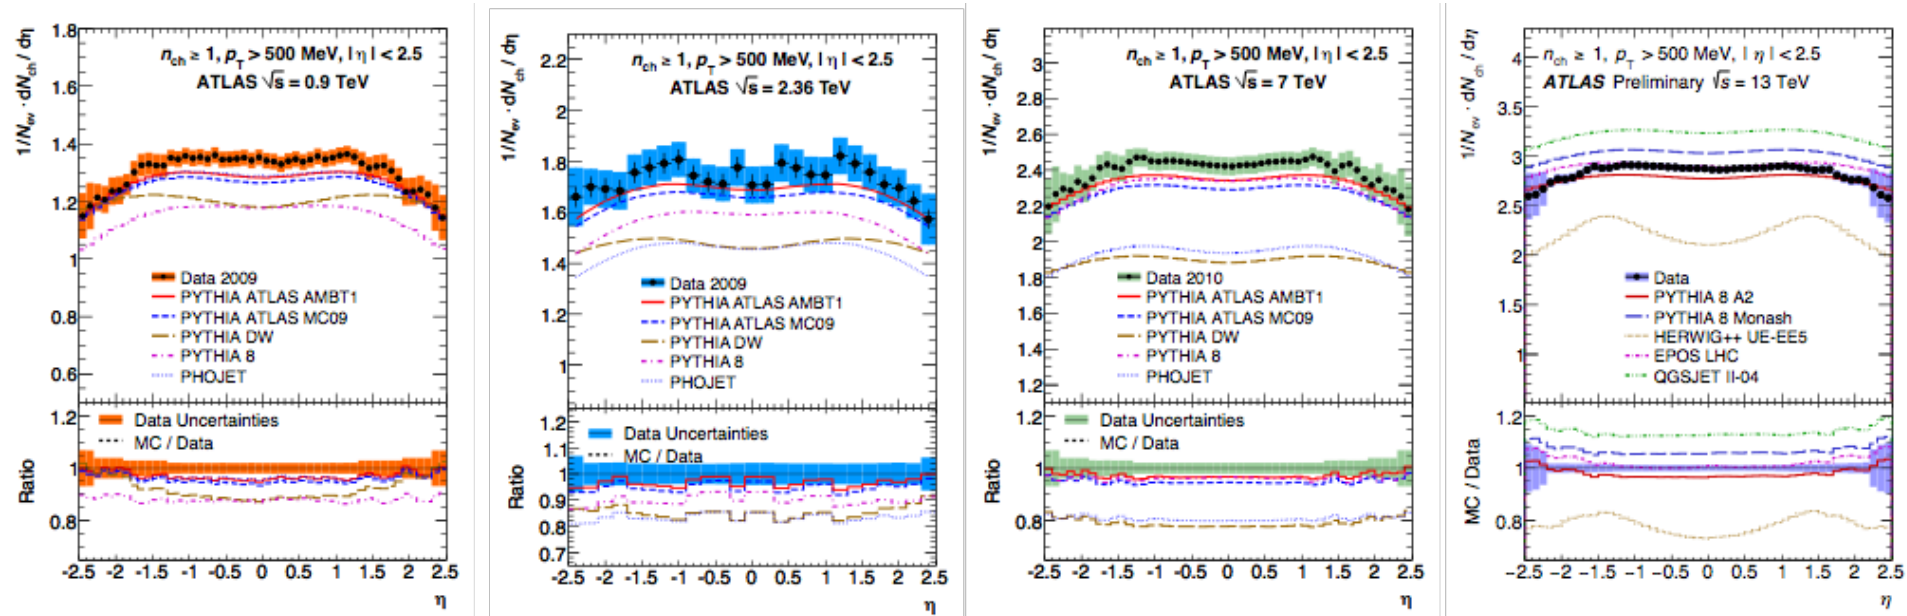 1/N_ev · dN_ch / dη
1.8
1.6
1.4
1.2
1
0.8
0.6
n_ch ≥ 1, p_T > 500 MeV, | η | < 2.5
ATLAS √s = 0.9 TeV
Data 2009
PYTHIA ATLAS AMBT1
PYTHIA ATLAS MC09
PYTHIA DW
PYTHIA 8
PHOJET
Ratio
1.2
1
0.8
Data Uncertainties
MC / Data
-2.5 -2 -1.5 -1 -0.5 0 0.5 1 1.5 2 2.5
η
1/N_ev · dN_ch / dη
2.2
2
1.8
1.6
1.4
1.2
1
n_ch ≥ 1, p_T > 500 MeV, | η | < 2.5
ATLAS √s = 2.36 TeV
Data 2009
PYTHIA ATLAS AMBT1
PYTHIA ATLAS MC09
PYTHIA DW
PYTHIA 8
PHOJET
Ratio
1.2
1.1
1
0.9
0.8
0.7
Data Uncertainties
MC / Data
-2.5 -2 -1.5 -1 -0.5 0 0.5 1 1.5 2 2.5
η
1/N_ev · dN_ch / dη
3
2.8
2.6
2.4
2.2
2
1.8
1.6
1.4
1.2
n_ch ≥ 1, p_T > 500 MeV, | η | < 2.5
ATLAS √s = 7 TeV
Data 2010
PYTHIA ATLAS AMBT1
PYTHIA ATLAS MC09
PYTHIA DW
PYTHIA 8
PHOJET
Ratio
1.2
1
0.8
Data Uncertainties
MC / Data
-2.5 -2 -1.5 -1 -0.5 0 0.5 1 1.5 2 2.5
η
1/N_ev · dN_ch / dη
4
3.5
3
2.5
2
1.5
1
n_ch ≥ 1, p_T > 500 MeV, | η | < 2.5
ATLAS Preliminary √s = 13 TeV
Data
PYTHIA 8 A2
PYTHIA 8 Monash
HERWIG++ UE-EE5
EPOS LHC
QGSJET II-04
MC / Data
1.2
1
0.8
−2.5 −2 −1.5 −1 −0.5 0 0.5 1 1.5 2 2.5
η